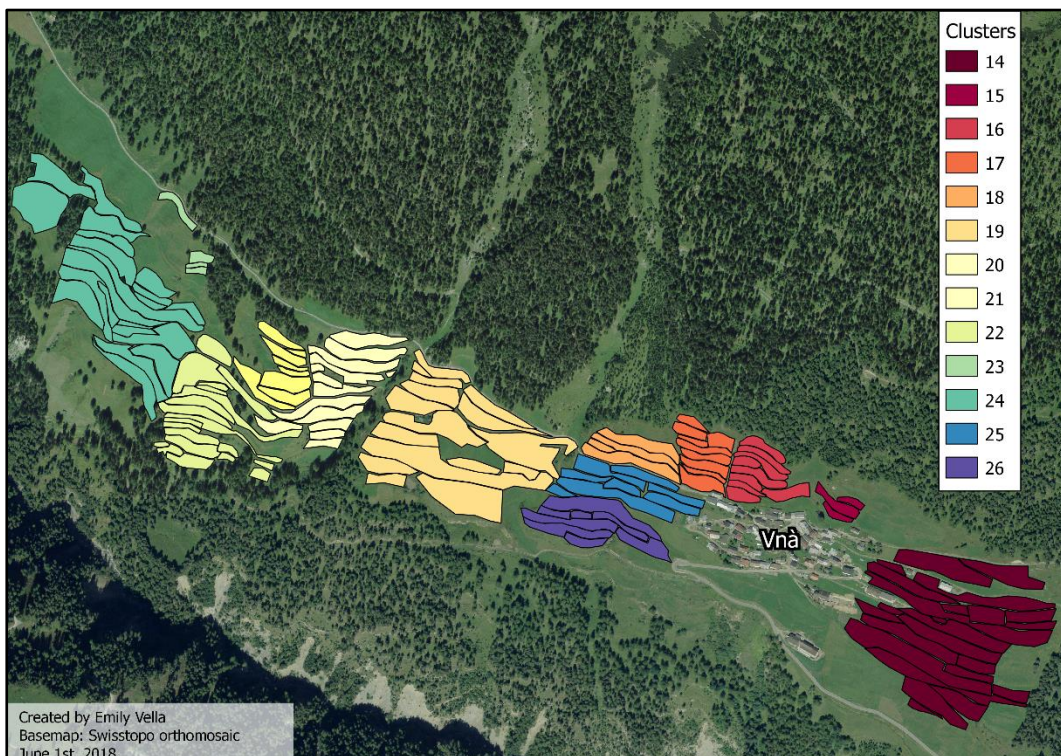 Clusters
14
15
16
17
18
19
20
21
22
23
24
25
26
Vnà
Created by Emily Vella
Basemap: Swisstopo orthomosaic
June 1st, 2018